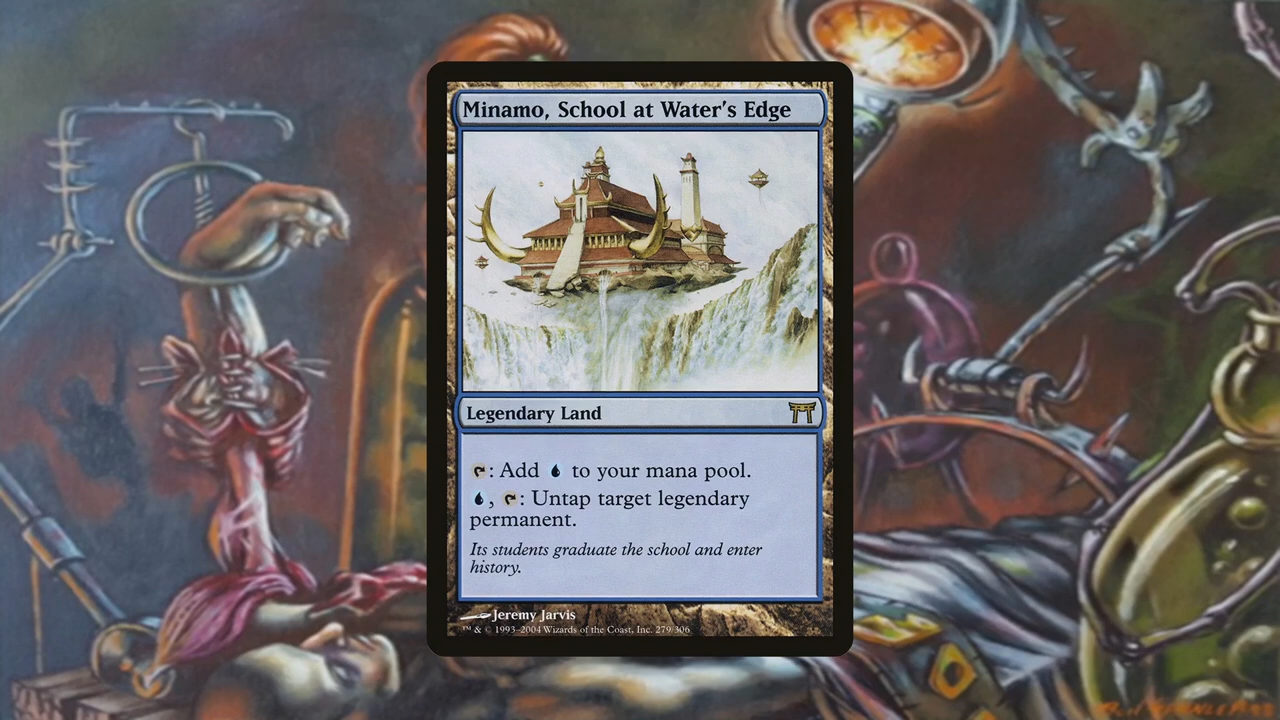 Minamo, School at Water's Edge
Legendary Land
: Add to your mana pool.
, : Untap target legendary
permanent.
Its students graduate the school and enter
history.
Jeremy Jarvis
™ & © 1993–2004 Wizards of the Coast, Inc. 279/306